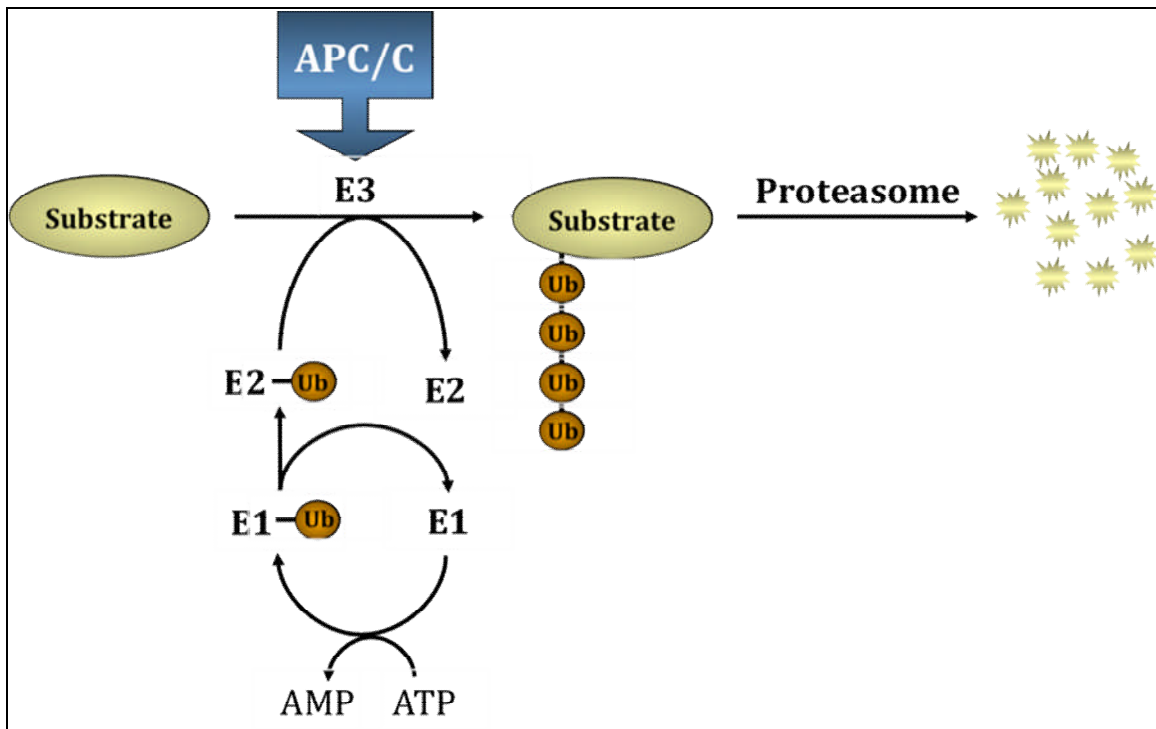 APC/C
E3
Substrate
Substrate
Proteasome
Ub
Ub
Ub
Ub
E2
Ub
E2
E1
Ub
E1
AMP
ATP